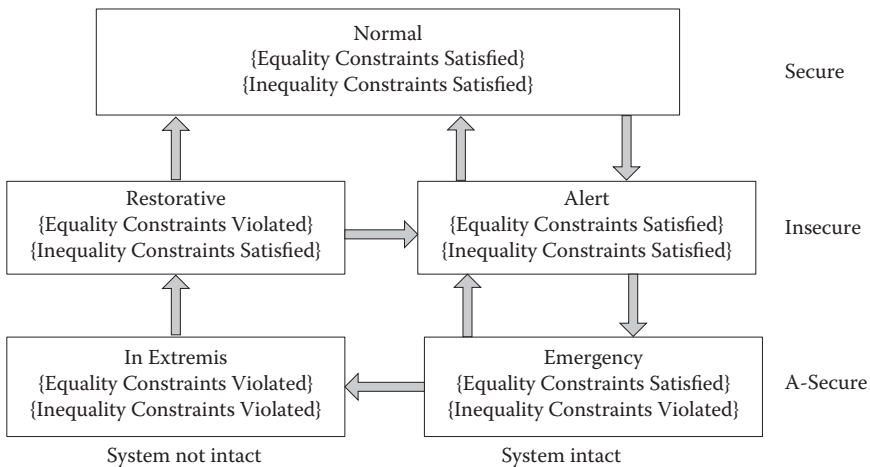 Normal
{Equality Constraints Satisfied}
{Inequality Constraints Satisfied}
Secure
Restorative
{Equality Constraints Violated}
{Inequality Constraints Satisfied}
Alert
{Equality Constraints Satisfied}
{Inequality Constraints Satisfied}
Insecure
In Extremis
{Equality Constraints Violated}
{Inequality Constraints Violated}
Emergency
{Equality Constraints Satisfied}
{Inequality Constraints Violated}
A-Secure
System not intact
System intact